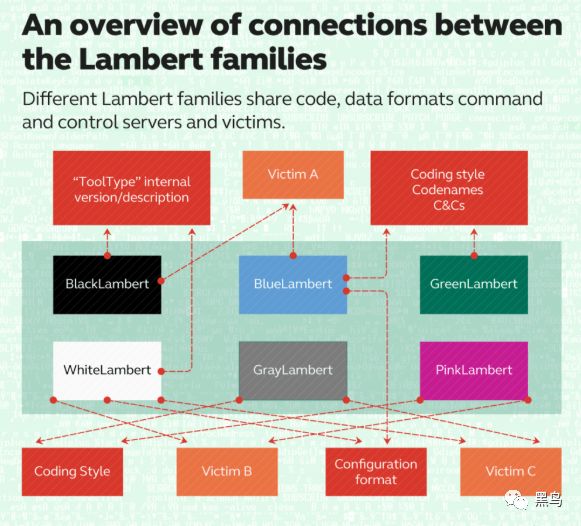 An overview of connections between
the Lambert families
Different Lambert families share code, data formats command
and control servers and victims.
“ToolType” internal
version/description
Victim A
Coding style
Codenames
C&Cs
BlackLambert
BlueLambert
GreenLambert
WhiteLambert
GrayLambert
PinkLambert
Coding Style
Victim B
Configuration
format
Victim C
黑鸟